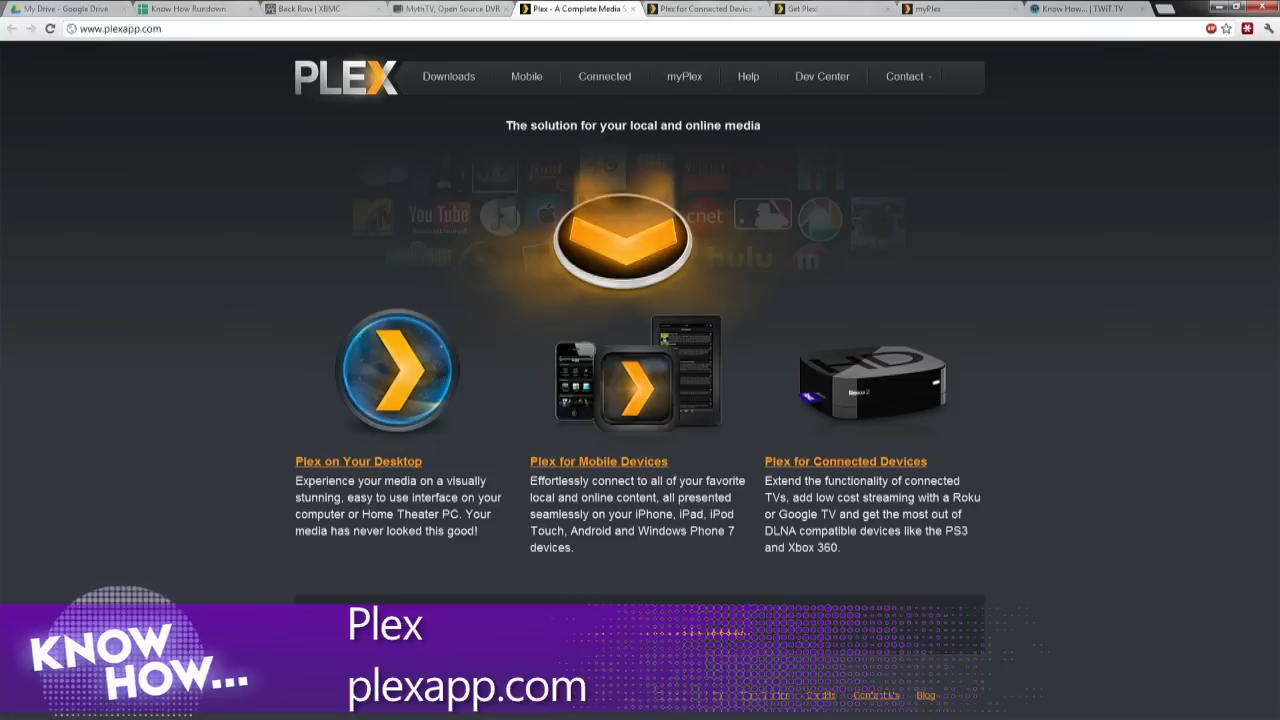 My Drive - Google Drive
Know How Rundown
Back Row | XBMC
MythTV, Open Source DVR
Plex - A Complete Media S
Plex for Connected Device
Get Plex
myPlex
Know How... | TWiT.TV
www.plexapp.com
PLEX
Downloads
Mobile
Connected
myPlex
Help
Dev Center
Contact
The solution for your local and online media
YouTube
cnet
hulu
HD
Plex on Your Desktop
Experience your media on a visually
stunning, easy to use interface on your
computer or Home Theater PC. Your
media has never looked this good!
Plex for Mobile Devices
Effortlessly connect to all of your favorite
local and online content, all presented
seamlessly on your iPhone, iPad, iPod
Touch, Android and Windows Phone 7
devices.
Plex for Connected Devices
Extend the functionality of connected
TVs, add low cost streaming with a Roku
or Google TV and get the most out of
DLNA compatible devices like the PS3
and Xbox 360.
KNOW
HOW...
Plex
plexapp.com
Contact Us
Blog